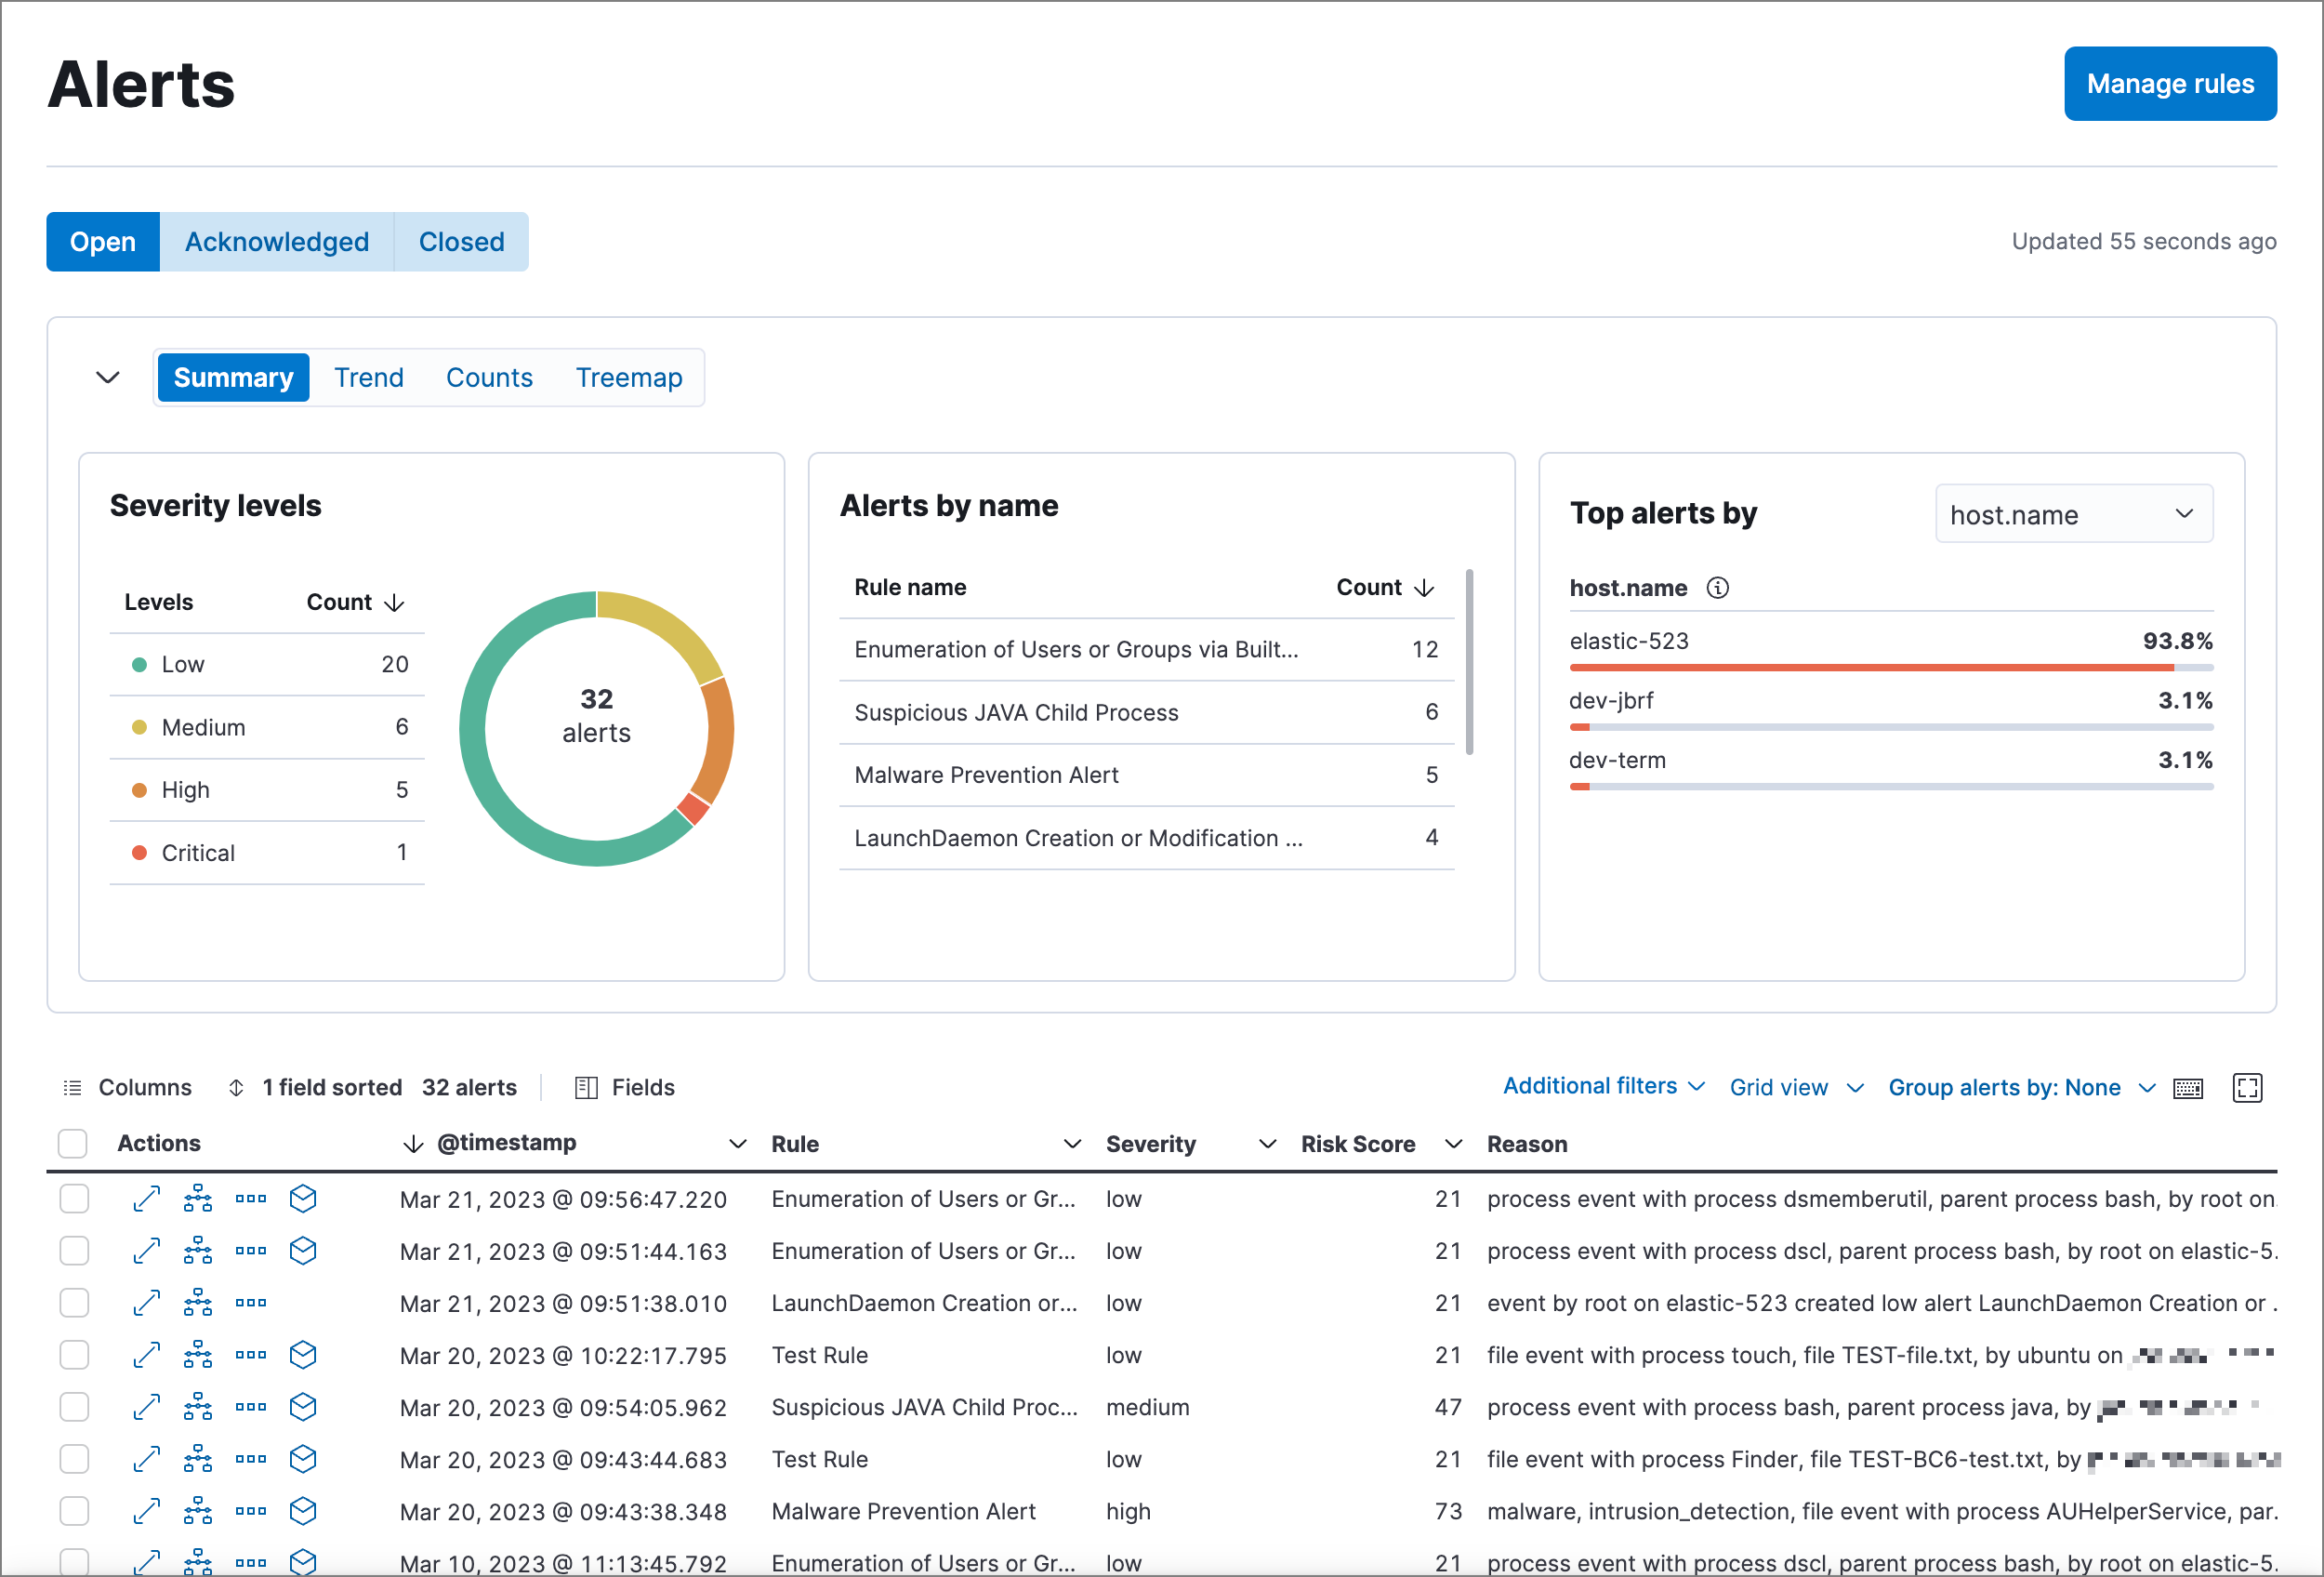 Alerts
Manage rules
Open Acknowledged Closed
Updated 55 seconds ago
Summary Trend Counts Treemap
Severity levels
Levels Count
Low 20
Medium 6
High 5
Critical 1
32
alerts
Alerts by name
Rule name Count
Enumeration of Users or Groups via Built... 12
Suspicious JAVA Child Process 6
Malware Prevention Alert 5
LaunchDaemon Creation or Modification ... 4
Top alerts by host.name
host.name
elastic-523 93.8%
dev-jbrf 3.1%
dev-term 3.1%
Columns 1 field sorted 32 alerts Fields Additional filters Grid view Group alerts by: None
Actions @timestamp Rule Severity Risk Score Reason
Mar 21, 2023 @ 09:56:47.220 Enumeration of Users or Gr... low 21 process event with process dsmemberutil, parent process bash, by root on.
Mar 21, 2023 @ 09:51:44.163 Enumeration of Users or Gr... low 21 process event with process dscl, parent process bash, by root on elastic-5.
Mar 21, 2023 @ 09:51:38.010 LaunchDaemon Creation or... low 21 event by root on elastic-523 created low alert LaunchDaemon Creation or .
Mar 20, 2023 @ 10:22:17.795 Test Rule low 21 file event with process touch, file TEST-file.txt, by ubuntu on
Mar 20, 2023 @ 09:54:05.962 Suspicious JAVA Child Proc... medium 47 process event with process bash, parent process java, by
Mar 20, 2023 @ 09:43:44.683 Test Rule low 21 file event with process Finder, file TEST-BC6-test.txt, by
Mar 20, 2023 @ 09:43:38.348 Malware Prevention Alert high 73 malware, intrusion_detection, file event with process AUHelperService, par.
Mar 10, 2023 @ 11:13:45.792 Enumeration of Users or Gr... low 21 process event with process dscl, parent process bash, by root on elastic-5.